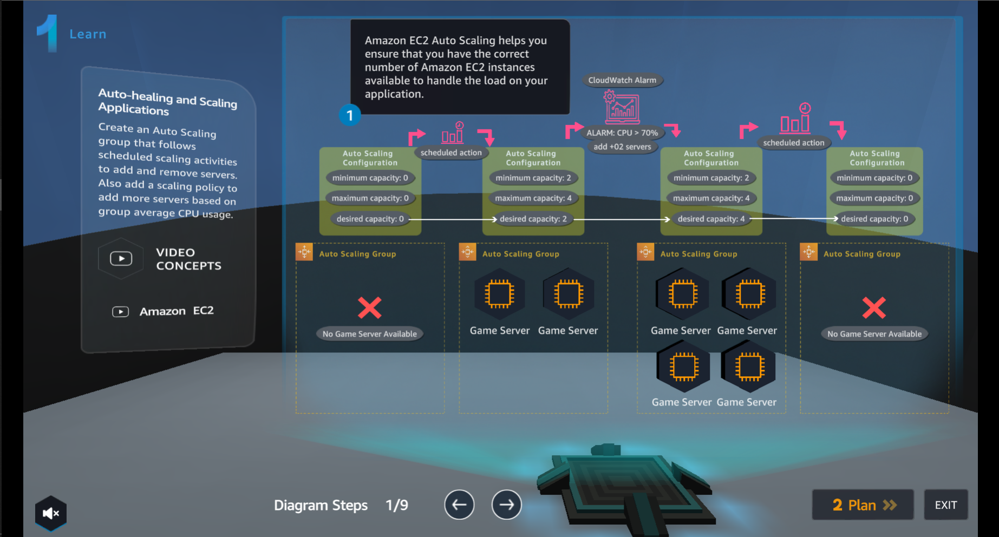 1
Learn
Auto-healing and Scaling
Applications
Create an Auto Scaling
group that follows
scheduled scaling activities
to add and remove servers.
Also add a scaling policy to
add more servers based on
group average CPU usage.
VIDEO
CONCEPTS
Amazon EC2
Amazon EC2 Auto Scaling helps you
ensure that you have the correct
number of Amazon EC2 instances
available to handle the load on your
application.
1
scheduled action
CloudWatch Alarm
ALARM: CPU > 70%
add +02 servers
scheduled action
Auto Scaling
Configuration
minimum capacity: 0
maximum capacity: 0
desired capacity: 0
Auto Scaling
Configuration
minimum capacity: 2
maximum capacity: 4
desired capacity: 2
Auto Scaling
Configuration
minimum capacity: 2
maximum capacity: 4
desired capacity: 4
Auto Scaling
Configuration
minimum capacity: 0
maximum capacity: 0
desired capacity: 0
Auto Scaling Group
No Game Server Available
Auto Scaling Group
Game Server Game Server
Auto Scaling Group
Game Server Game Server
Game Server Game Server
Auto Scaling Group
No Game Server Available
Diagram Steps 1/9
2 Plan
EXIT